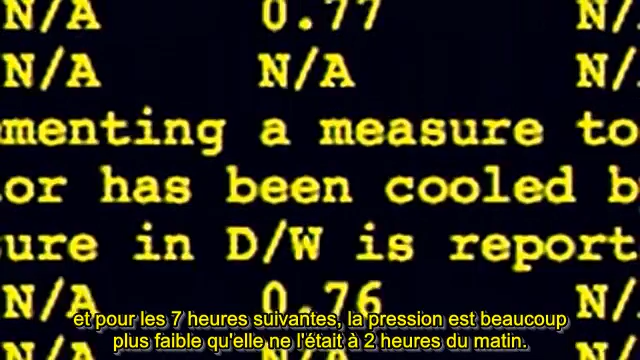 N/A 0.77 N/
N/A N/A N/
menting a measure to
or has been cooled b
ure in D/W is report
N/A 0.76 N/
et pour les 7 heures suivantes, la pression est beaucoup
plus faible qu'elle ne l'était à 2 heures du matin.